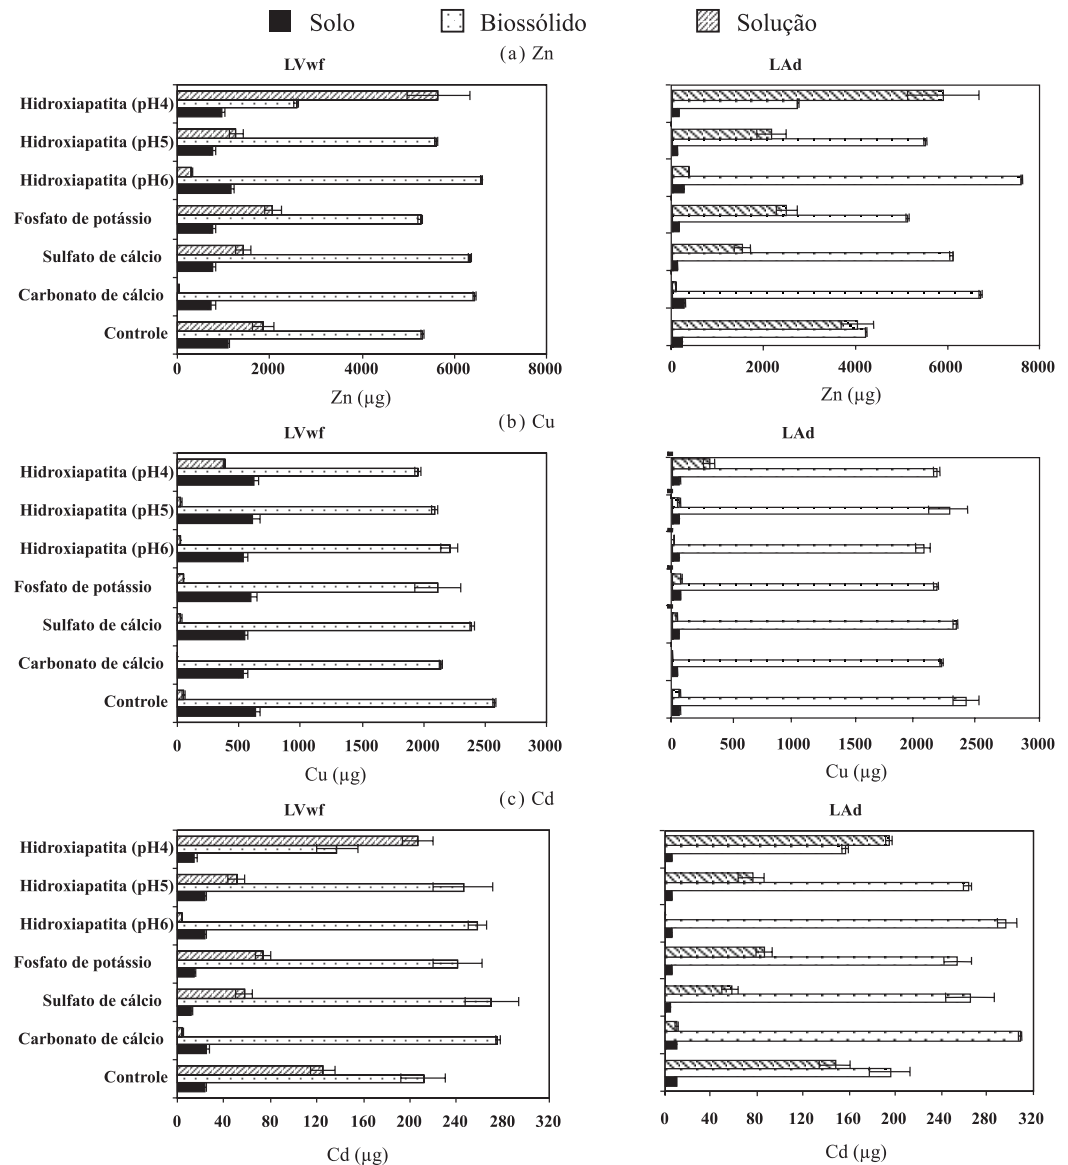 Solo Biossólido Solução
(a) Zn
LVwf LAd
Hidroxiapatita (pH4)
Hidroxiapatita (pH5)
Hidroxiapatita (pH6)
Fosfato de potássio
Sulfato de cálcio
Carbonato de cálcio
Controle
0 2000 4000 6000 8000 0 2000 4000 6000 8000
Zn (µg) Zn (µg)
(b) Cu
LVwf LAd
Hidroxiapatita (pH4)
Hidroxiapatita (pH5)
Hidroxiapatita (pH6)
Fosfato de potássio
Sulfato de cálcio
Carbonato de cálcio
Controle
0 500 1000 1500 2000 2500 3000 0 500 1000 1500 2000 2500 3000
Cu (µg) Cu (µg)
(c) Cd
LVwf LAd
Hidroxiapatita (pH4)
Hidroxiapatita (pH5)
Hidroxiapatita (pH6)
Fosfato de potássio
Sulfato de cálcio
Carbonato de cálcio
Controle
0 40 80 120 160 200 240 280 320 0 40 80 120 160 200 240 280 320
Cd (µg) Cd (µg)